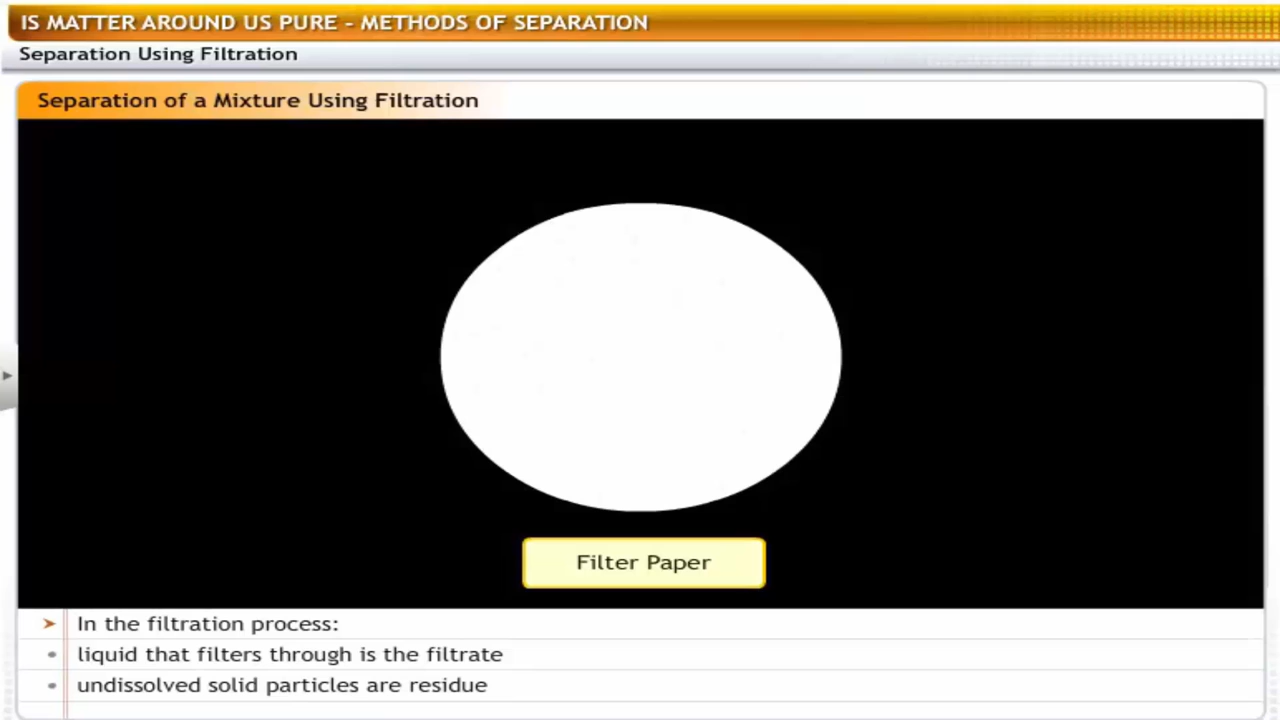 IS MATTER AROUND US PURE - METHODS OF SEPARATION
Separation Using Filtration
Separation of a Mixture Using Filtration
Filter Paper
In the filtration process:
liquid that filters through is the filtrate
undissolved solid particles are residue